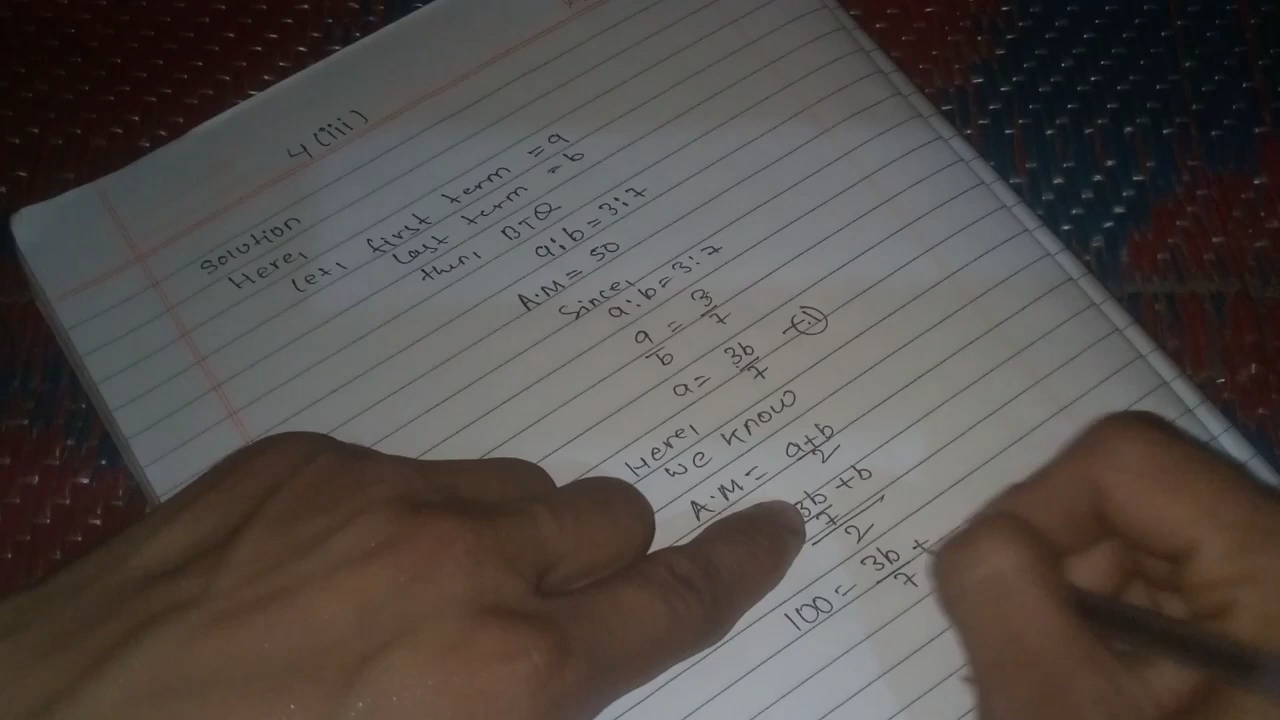 4(iii)
Solution
Here,
let, first term = a
last term = b
then, BTQ
a:b = 3:7
A.M = 50
Since,
a:b = 3:7
a/b = 3/7
a = 3b/7 -(i)
Here,
we know
A.M = a+b/2
3b/7 + b / 2
100 = 3b/7 +